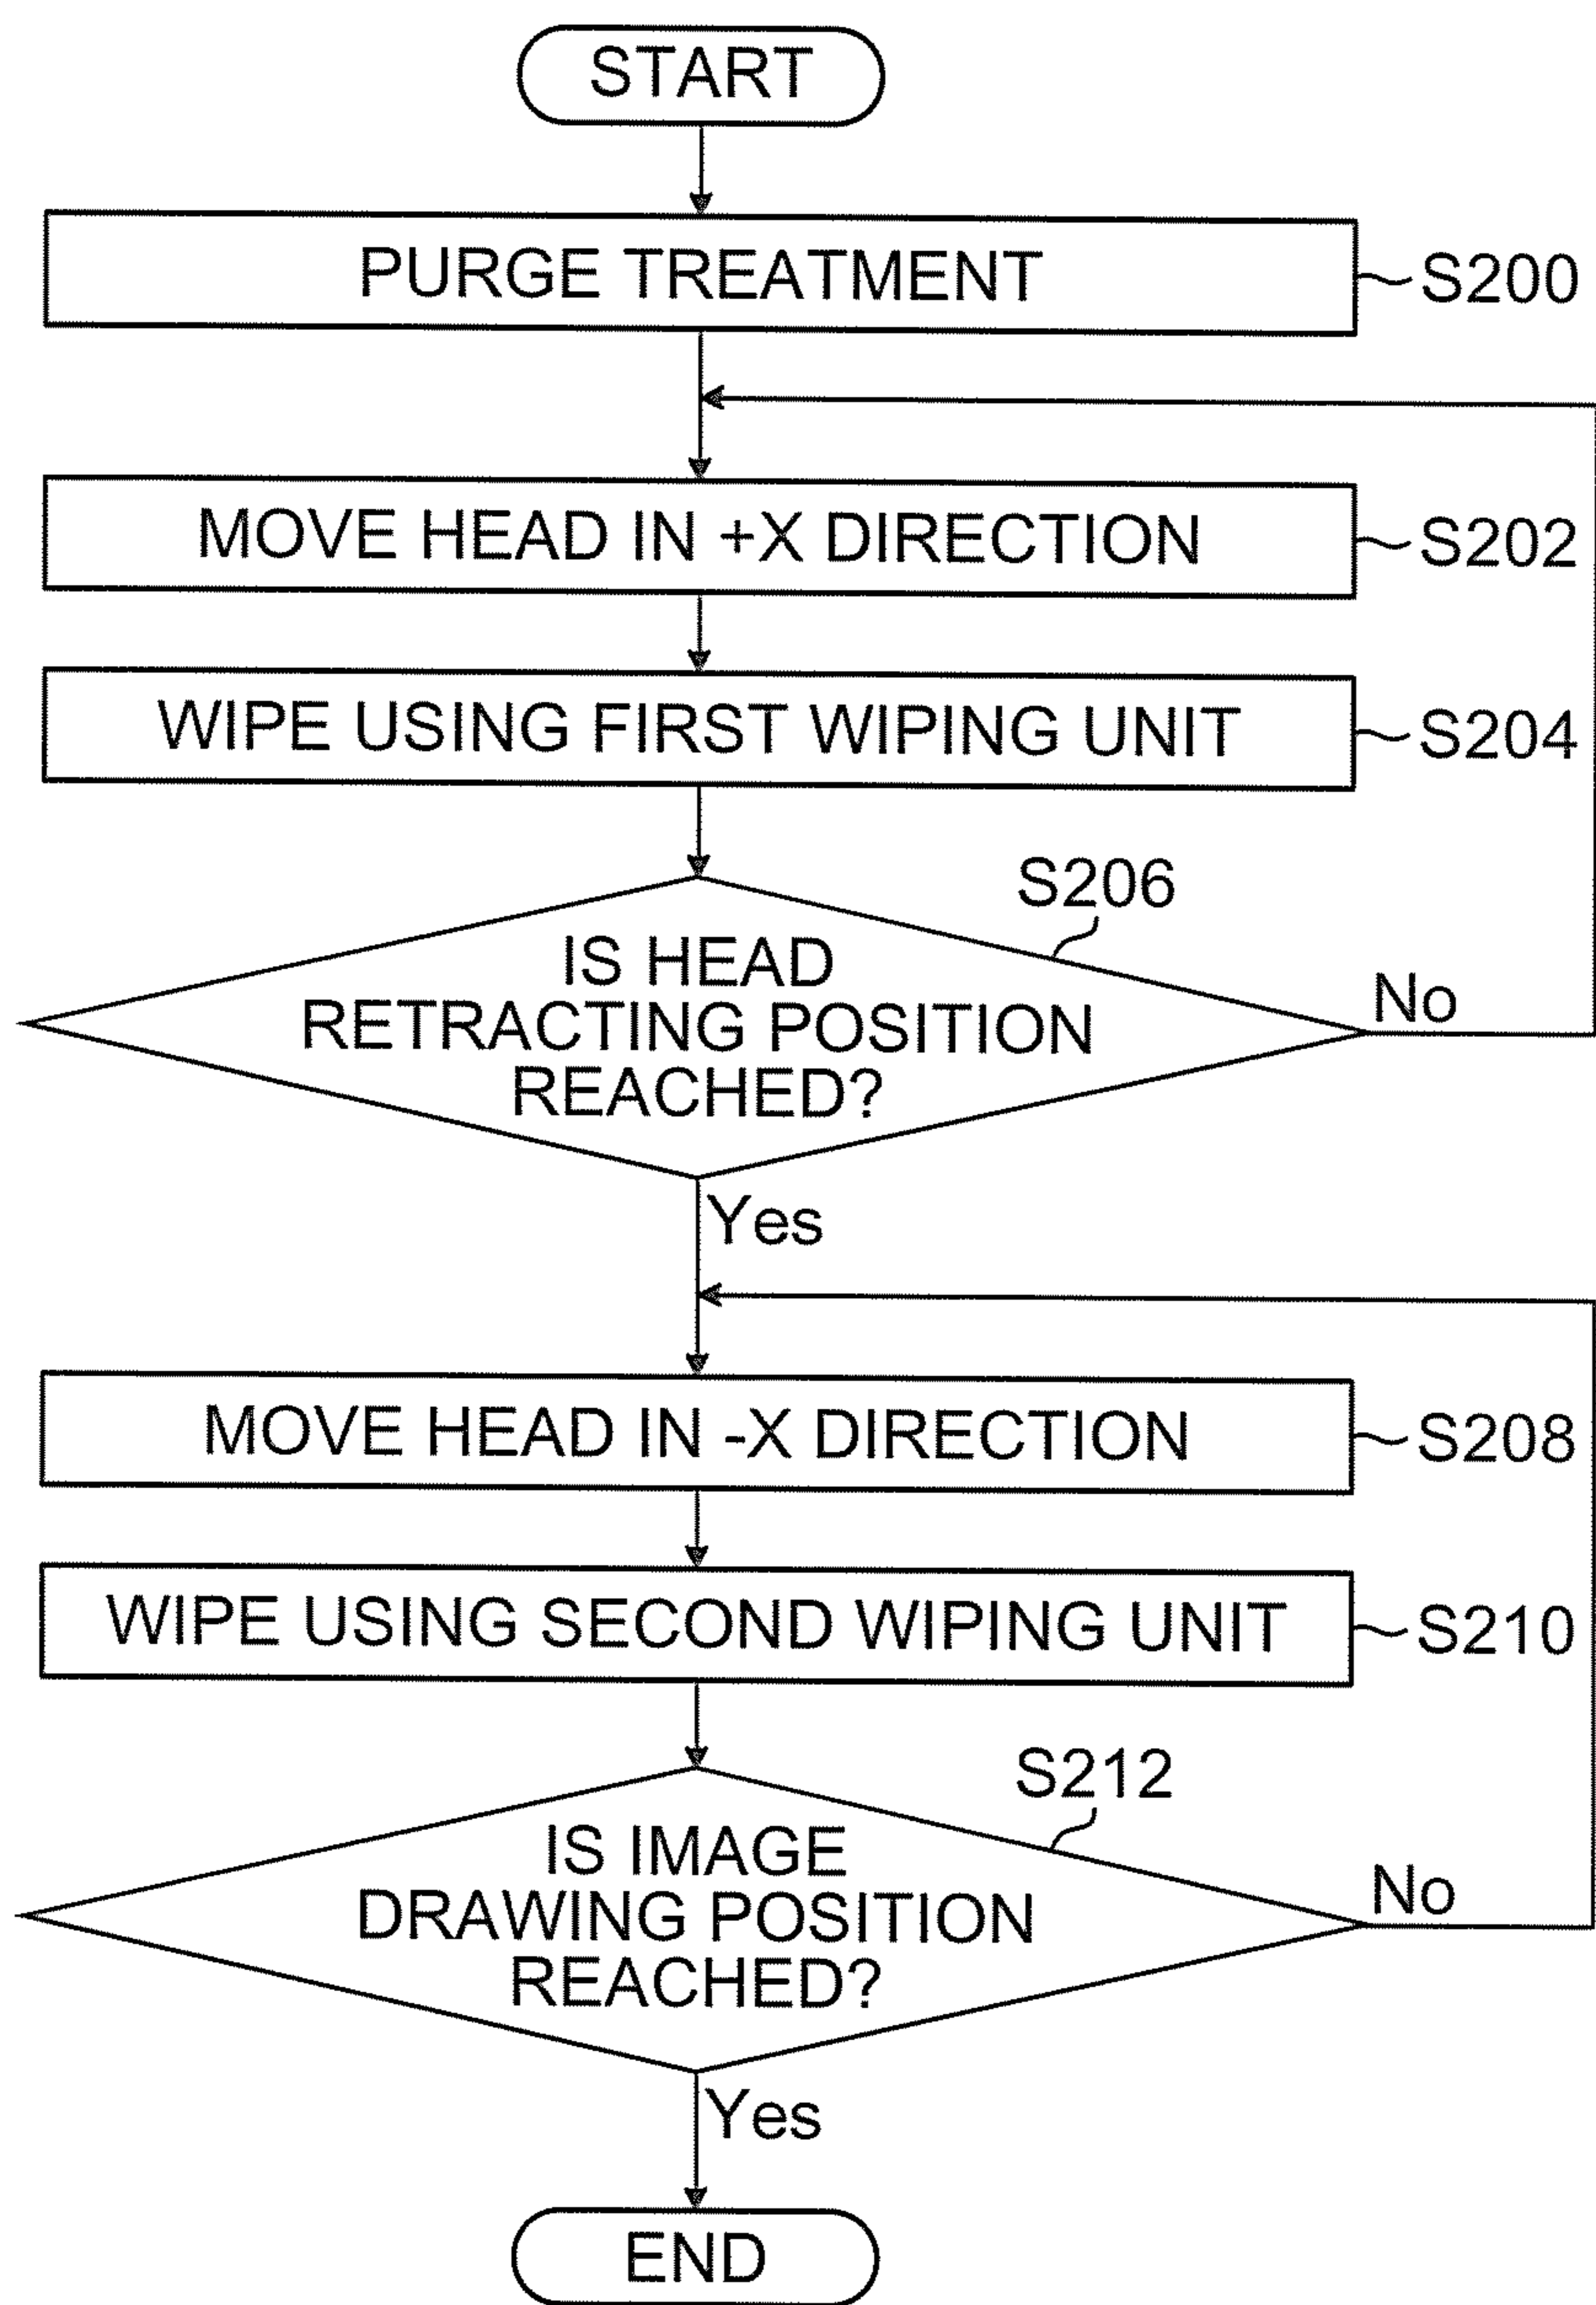 START
PURGE TREATMENT
S200
MOVE HEAD IN +X DIRECTION
S202
WIPE USING FIRST WIPING UNIT
S204
S206
IS HEAD
RETRACTING POSITION
REACHED?
No
Yes
MOVE HEAD IN -X DIRECTION
S208
WIPE USING SECOND WIPING UNIT
S210
S212
IS IMAGE
DRAWING POSITION
REACHED?
No
Yes
END